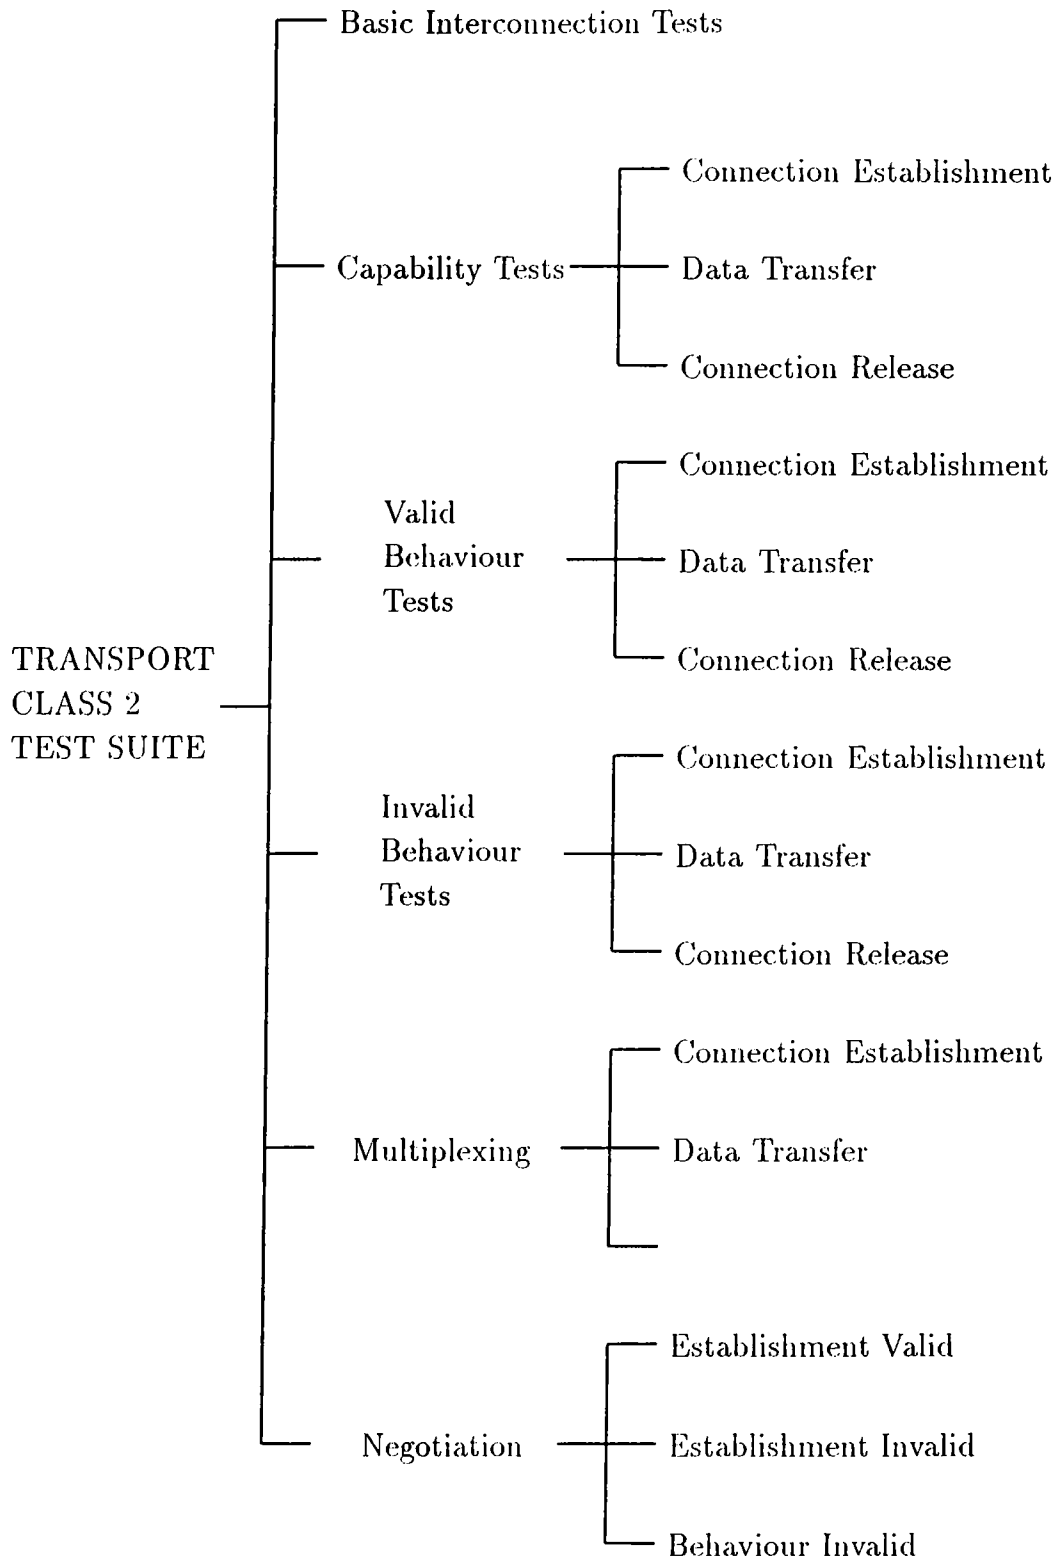 Basic Interconnection Tests
Connection Establishment
Capability Tests
Data Transfer
Connection Release
Connection Establishment
Valid
Behaviour
Tests
Data Transfer
Connection Release
TRANSPORT
CLASS 2
TEST SUITE
Connection Establishment
Invalid
Behaviour
Tests
Data Transfer
Connection Release
Connection Establishment
Multiplexing
Data Transfer
Establishment Valid
Negotiation
Establishment Invalid
Behaviour Invalid